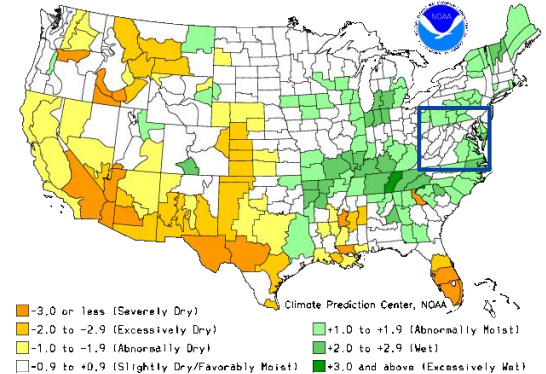 NOAA
Climate Prediction Center, NOAA
-3.0 or less (Severely Dry)
-2.0 to -2.9 (Excessively Dry)
-1.0 to -1.9 (Abnormally Dry)
-0.9 to +0.9 (Slightly Dry/Favorably Moist)
+1.0 to +1.9 (Abnormally Moist)
+2.0 to +2.9 (Wet)
+3.0 and above (Excessively Wet)